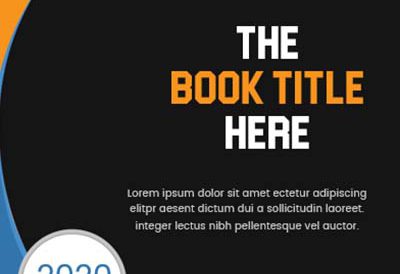 THE
BOOK TITLE
HERE
Lorem ipsum dolor sit amet ectetur adipiscing
elitpr aesent dictum dui a sollicitudin laoreet.
integer lectus nibh pellentesque vel auctor.
2020